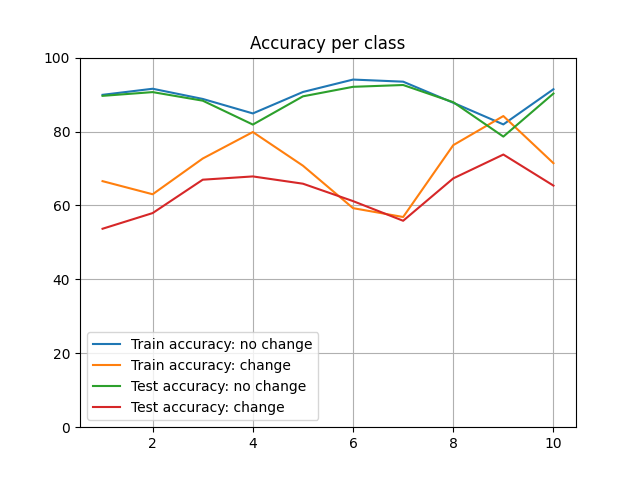 Accuracy per class
100
80
60
40
20
0
Train accuracy: no change
Train accuracy: change
Test accuracy: no change
Test accuracy: change
2 4 6 8 10